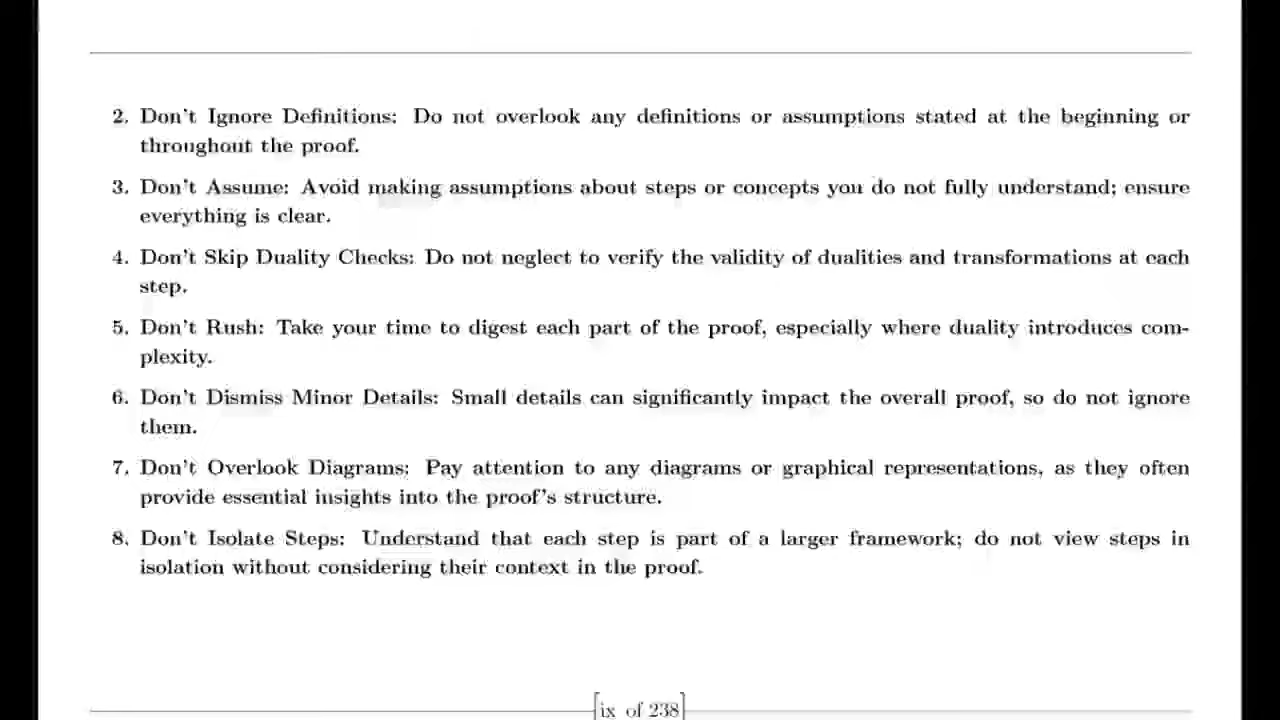 2. Don't Ignore Definitions: Do not overlook any definitions or assumptions stated at the beginning or
throughout the proof.
3. Don't Assume: Avoid making assumptions about steps or concepts you do not fully understand; ensure
everything is clear.
4. Don't Skip Duality Checks: Do not neglect to verify the validity of dualities and transformations at each
step.
5. Don't Rush: Take your time to digest each part of the proof, especially where duality introduces com-
plexity.
6. Don't Dismiss Minor Details: Small details can significantly impact the overall proof, so do not ignore
them.
7. Don't Overlook Diagrams: Pay attention to any diagrams or graphical representations, as they often
provide essential insights into the proof's structure.
8. Don't Isolate Steps: Understand that each step is part of a larger framework; do not view steps in
isolation without considering their context in the proof.
[ix of 238]